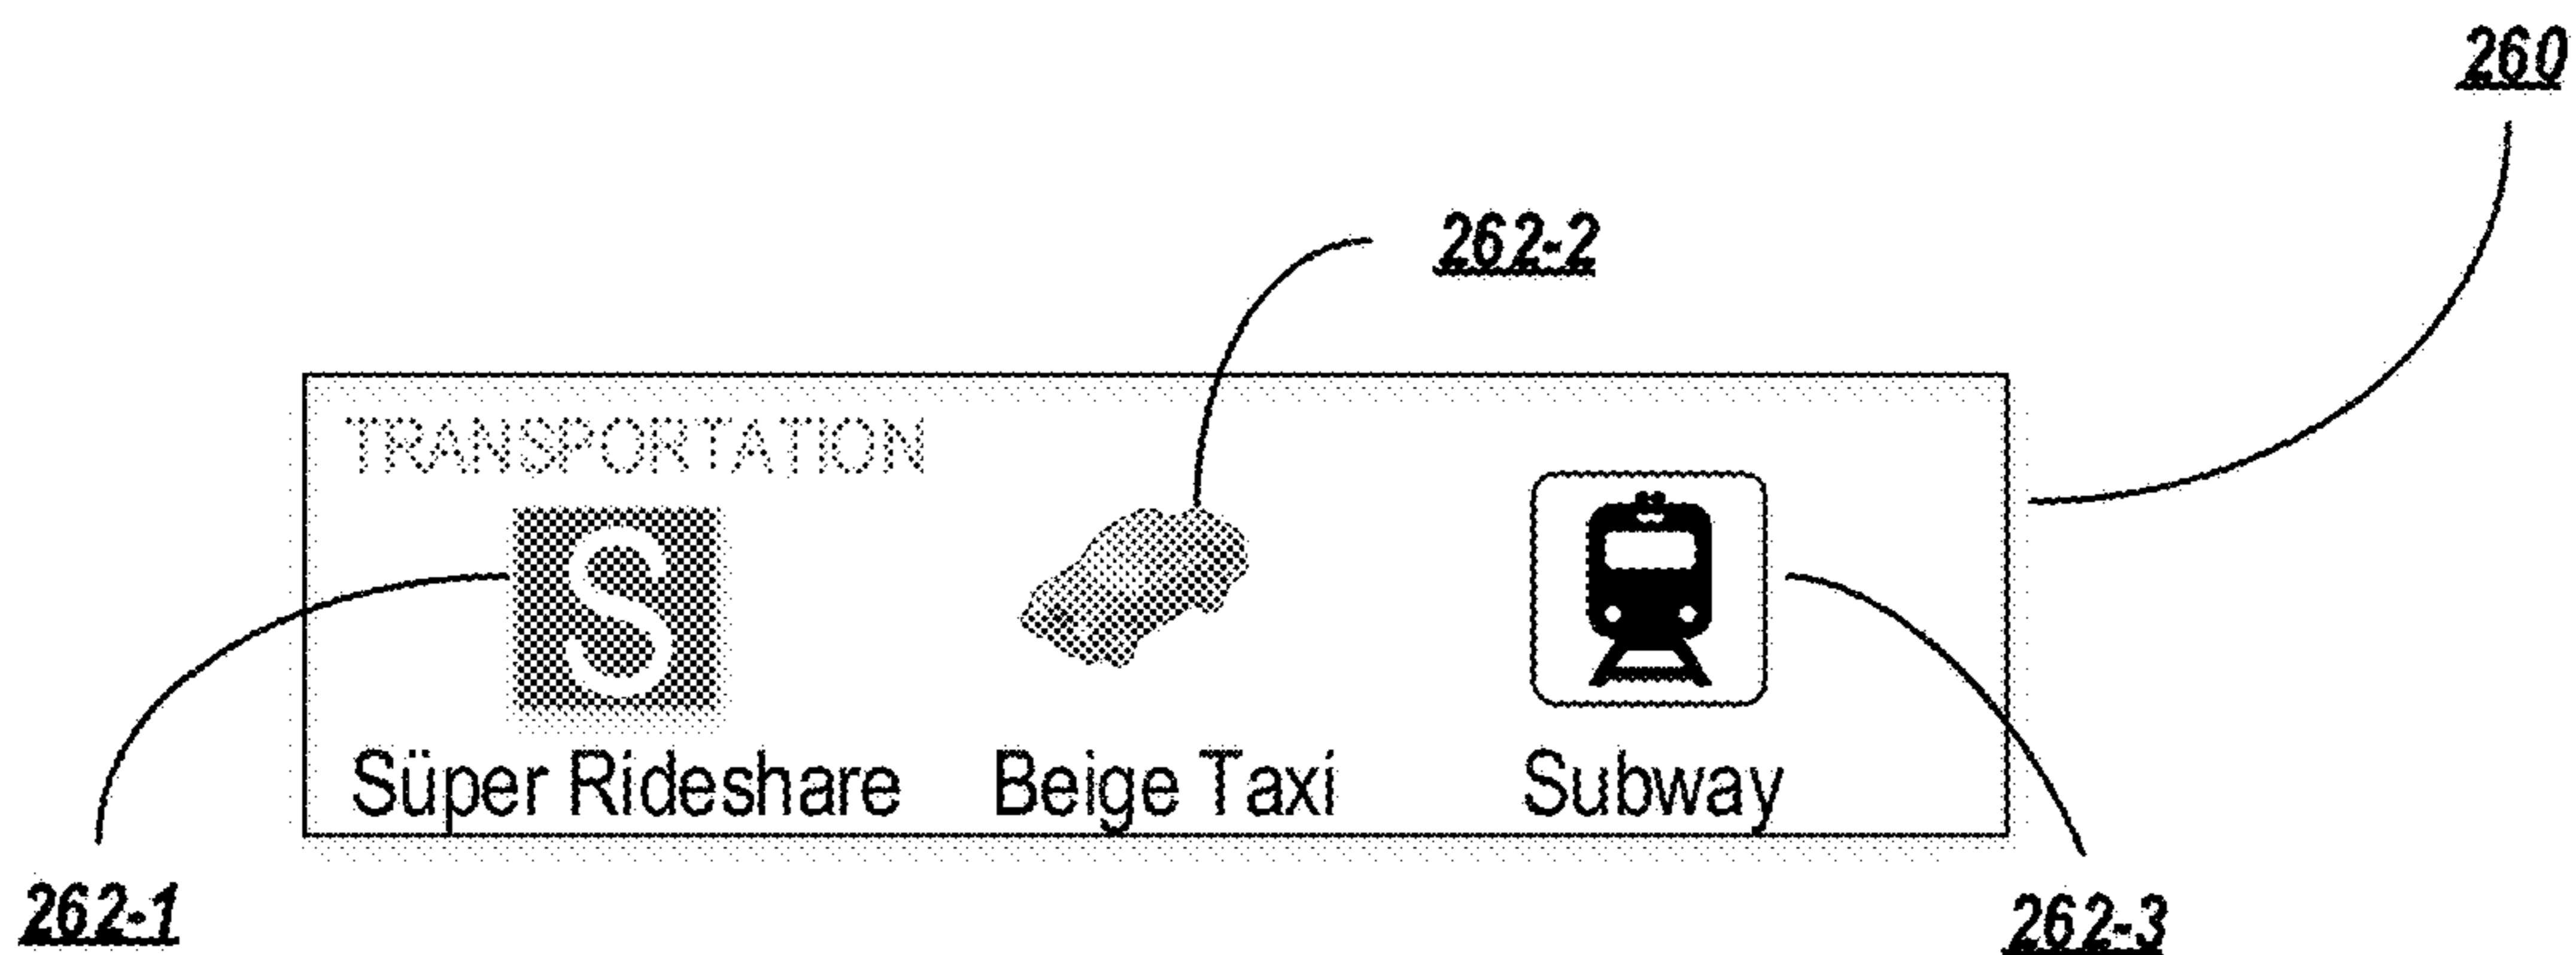 260
262-2
TRANSPORTATION
S
Süper Rideshare Beige Taxi Subway
262-1 262-3